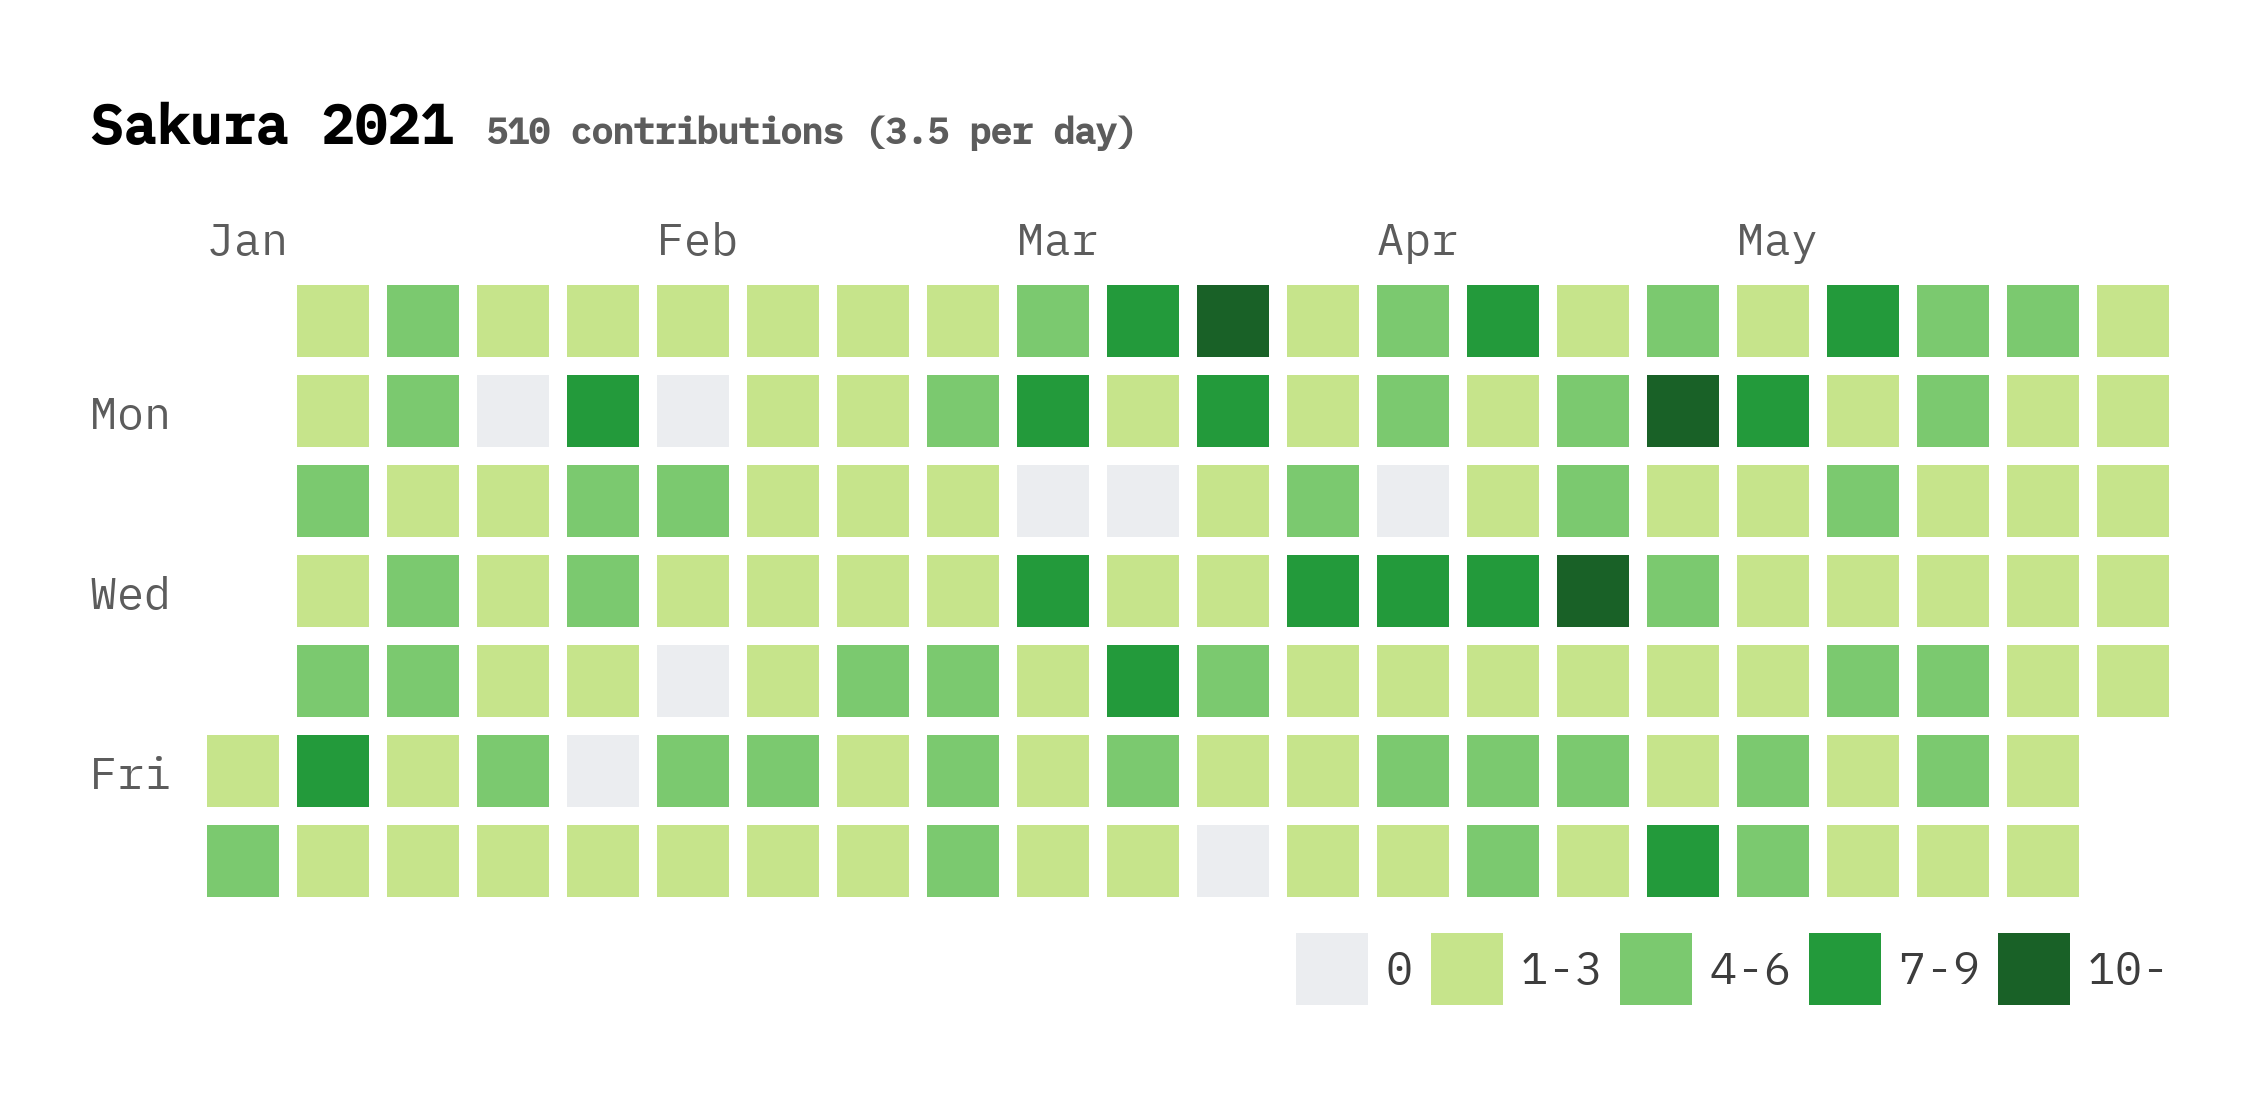 Sakura 2021 510 contributions (3.5 per day)
Jan Feb Mar Apr May
Mon
Wed
Fri
0 1-3 4-6 7-9 10-